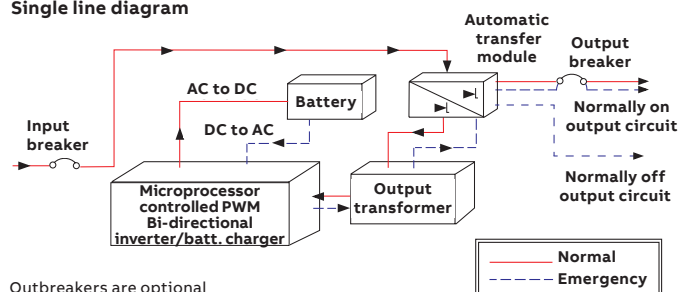 Single line diagram
Automatic
transfer
module
Output
breaker
AC to DC
Battery
DC to AC
Input
breaker
Normally on
output circuit
Normally off
output circuit
Microprocessor
controlled PWM
Bi-directional
inverter/batt. charger
Output
transformer
Normal
Emergency
Outbreakers are optional